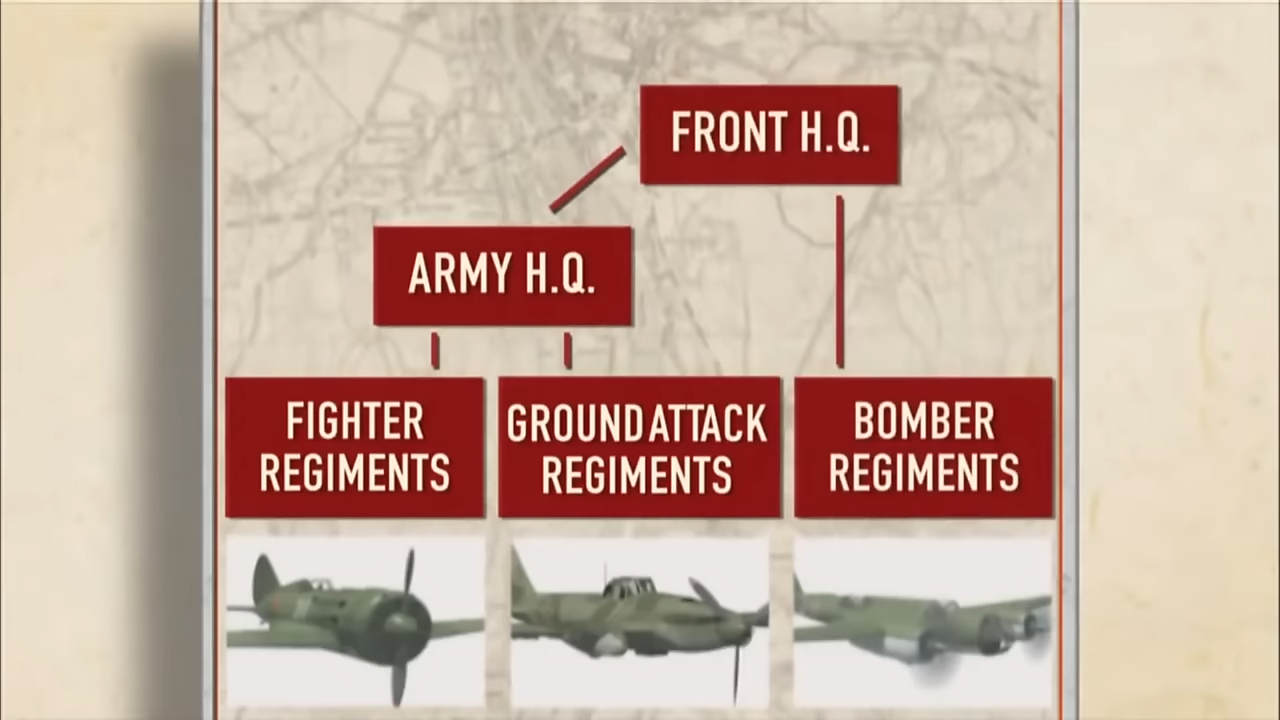 FRONT H.Q.
ARMY H.Q.
FIGHTER
REGIMENTS
GROUND ATTACK
REGIMENTS
BOMBER
REGIMENTS